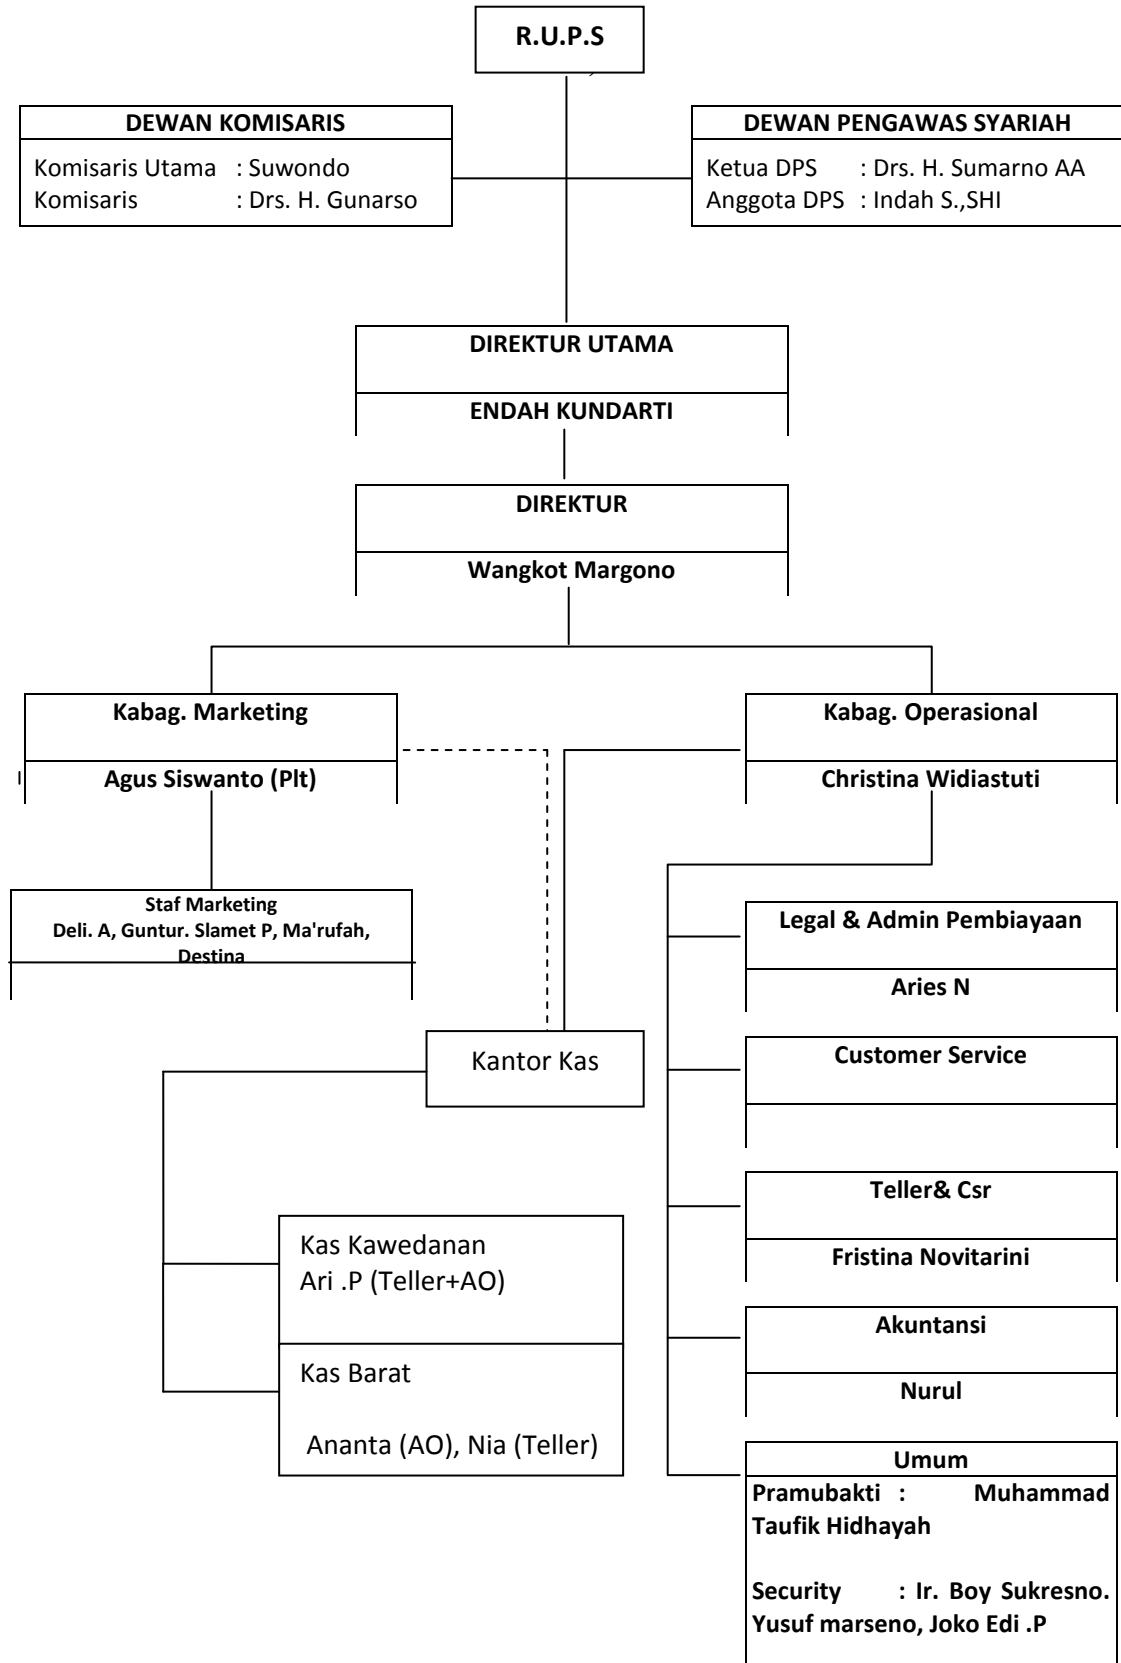 R.U.P.S
DEWAN KOMISARIS
Komisaris Utama : Suwondo
Komisaris : Drs. H. Gunarso
DEWAN PENGAWAS SYARIAH
Ketua DPS : Drs. H. Sumarno AA
Anggota DPS : Indah S.,SHI
DIREKTUR UTAMA
ENDAH KUNDARTI
DIREKTUR
Wangkot Margono
Kabag. Marketing
Agus Siswanto (Plt)
Kabag. Operasional
Christina Widiastuti
Staf Marketing
Deli. A, Guntur. Slamet P, Ma'rufah,
Destina
Legal & Admin Pembiayaan
Aries N
Kantor Kas
Customer Service
Teller& Csr
Fristina Novitarini
Kas Kawedanan
Ari .P (Teller+AO)
Kas Barat
Ananta (AO), Nia (Teller)
Akuntansi
Nurul
Umum
Pramubakti : Muhammad
Taufik Hidhayah
Security : Ir. Boy Sukresno.
Yusuf marseno, Joko Edi .P